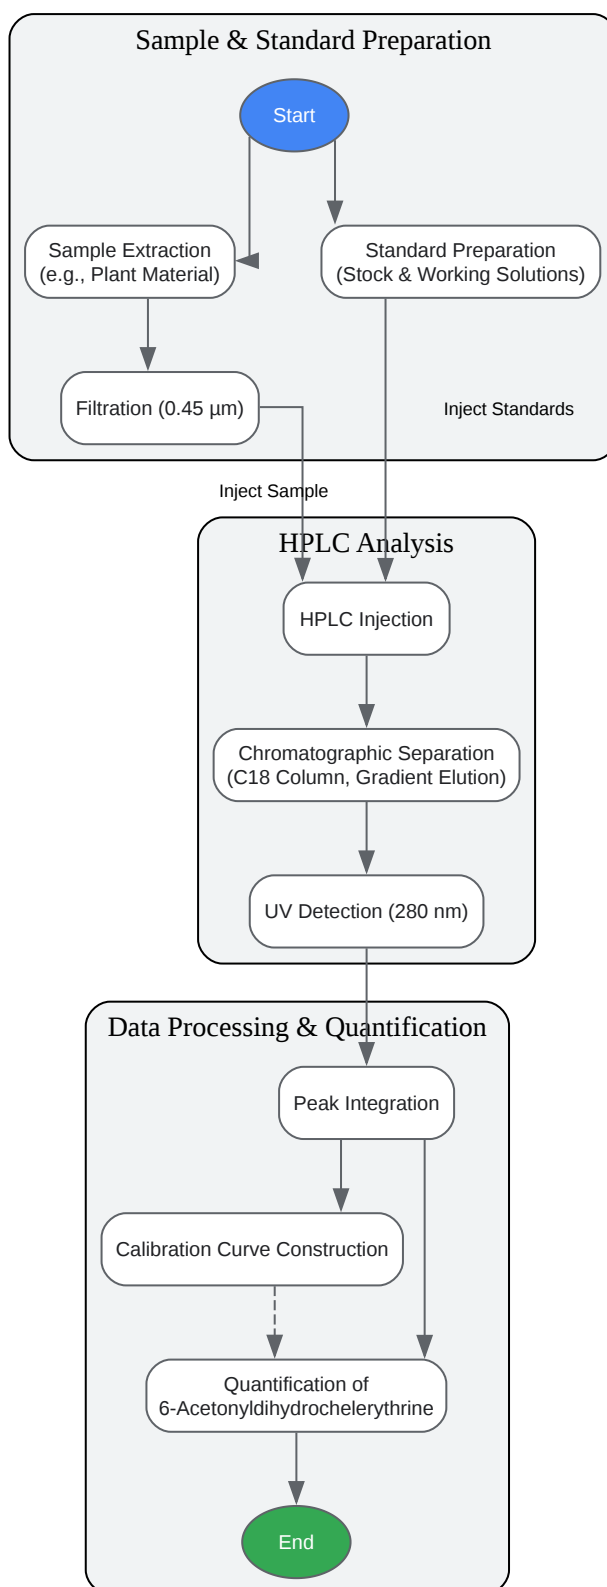 Sample & Standard Preparation
Start
Sample Extraction
(e.g., Plant Material)
Standard Preparation
(Stock & Working Solutions)
Filtration (0.45 µm)
Inject Standards
Inject Sample
HPLC Analysis
HPLC Injection
Chromatographic Separation
(C18 Column, Gradient Elution)
UV Detection (280 nm)
Data Processing & Quantification
Peak Integration
Calibration Curve Construction
Quantification of
6-Acetonyldihydrochelerythrine
End